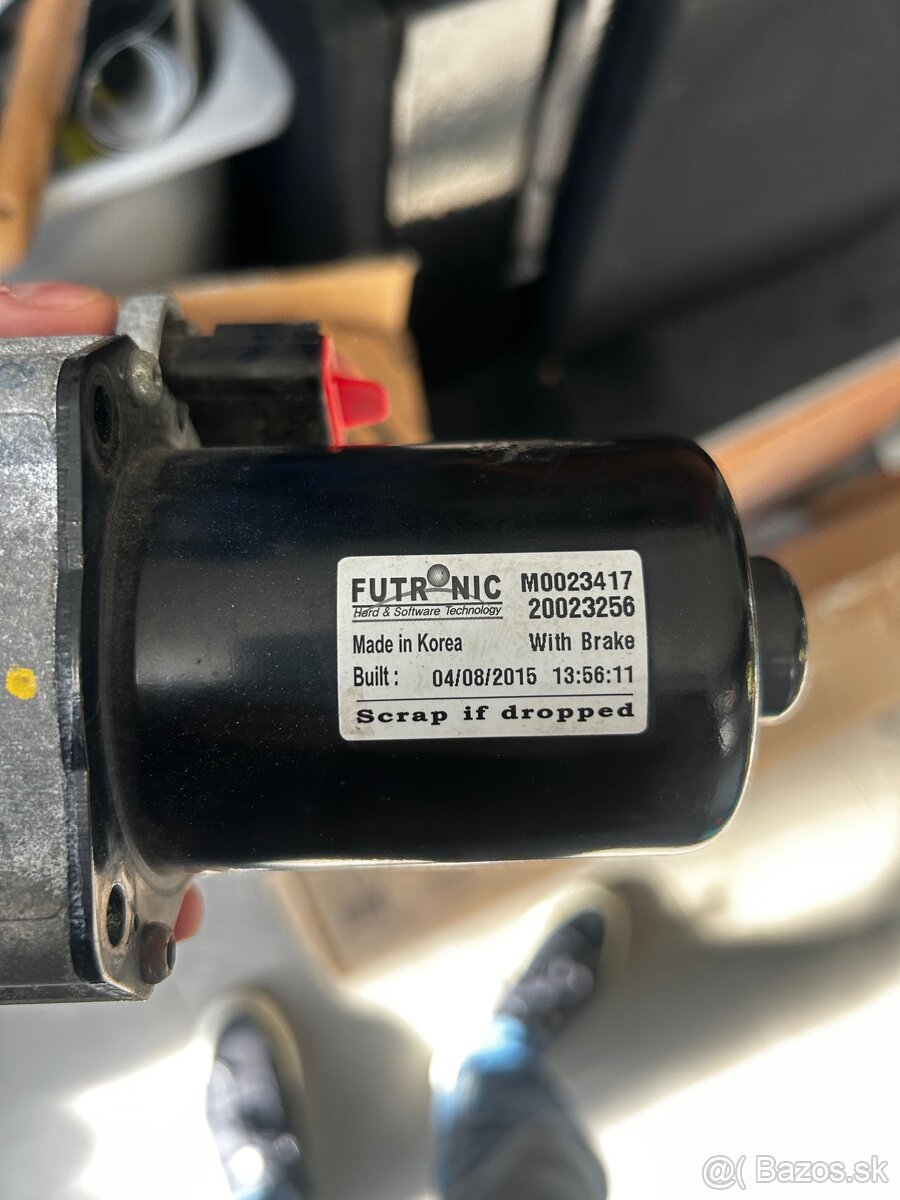 FUTRONIC M0023417
Hard & Software Technology 20023256
Made in Korea With Brake
Built : 04/08/2015 13:56:11
Scrap if dropped
@( Bazos.sk